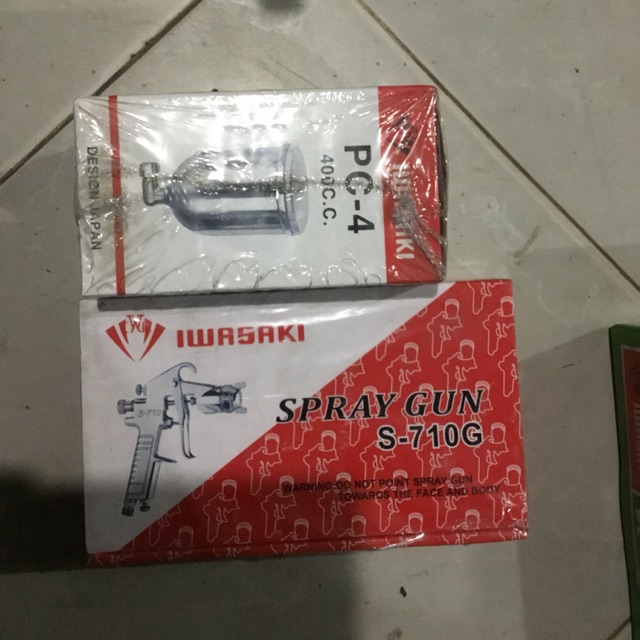 PC-4
400C.C.
IWASAKI
DESIGN JAPAN
IWASAKI
S-710
SPRAY GUN
S-710G
WARNING: DO NOT POINT SPRAY GUN
TOWARDS THE FACE AND BODY